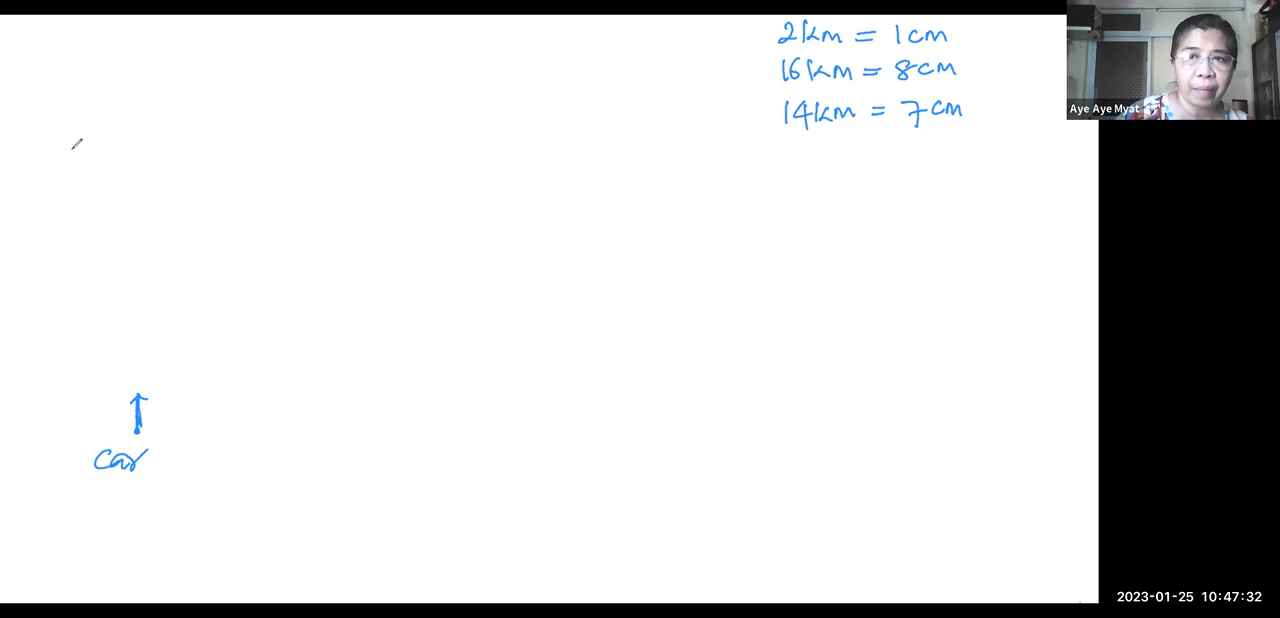 2km = 1cm
16km = 8cm
14km = 7cm
Aye Aye Myat
car
2023-01-25 10:47:32